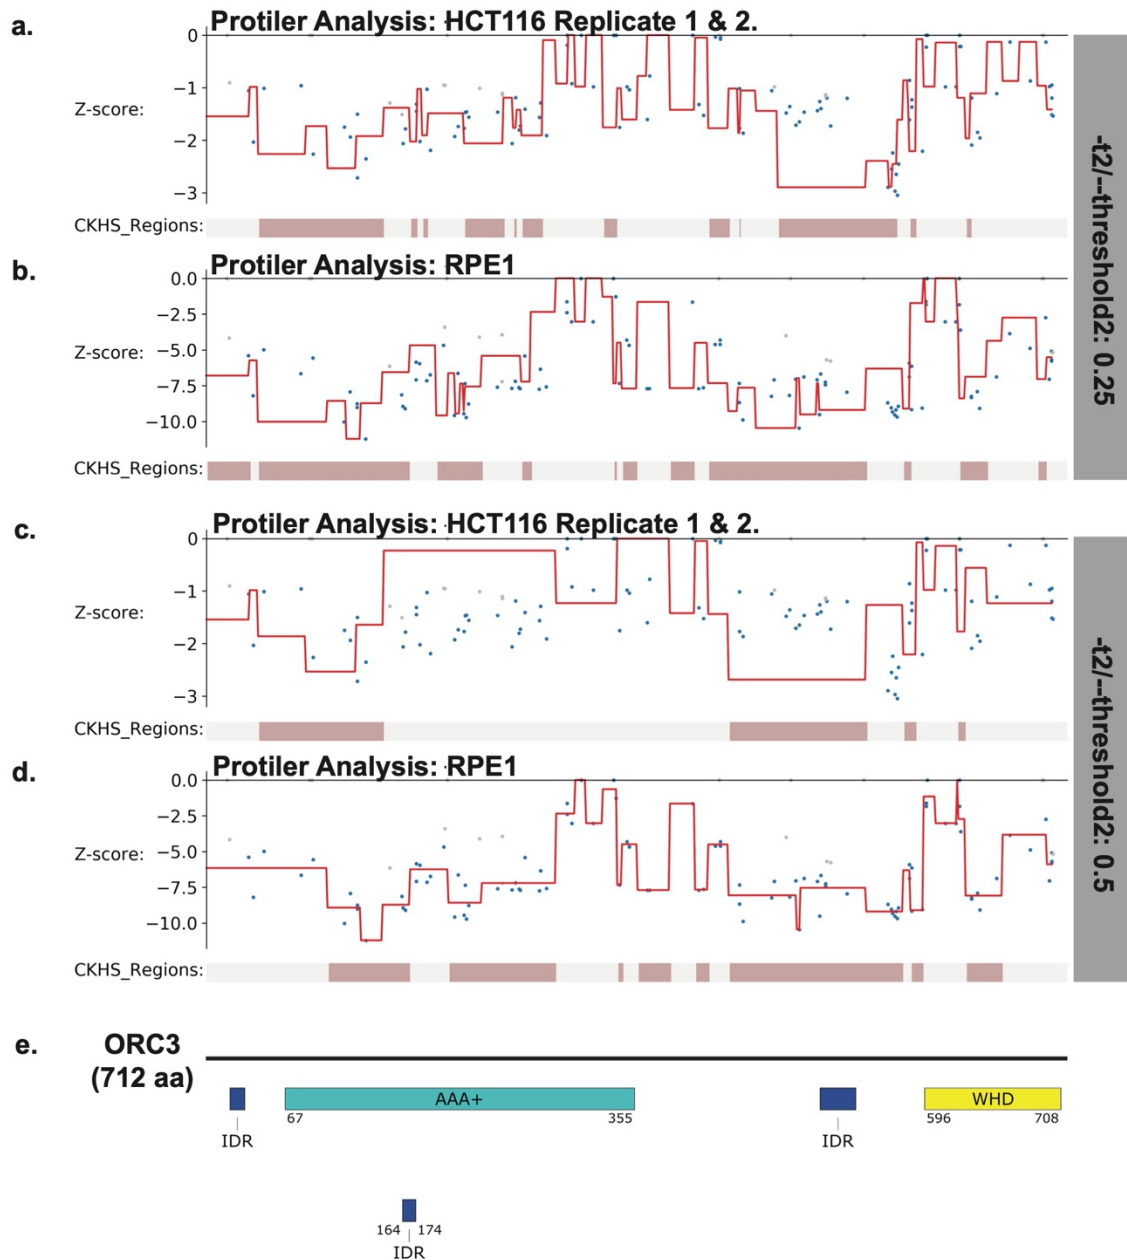 a.
Protiler Analysis: HCT116 Replicate 1 & 2.
0
−1
Z-score:
−2
−3
CKHS_Regions:
b.
Protiler Analysis: RPE1
0.0
−2.5
Z-score:
−5.0
−7.5
−10.0
CKHS_Regions:
-t2/--threshold2: 0.25
c.
Protiler Analysis: HCT116 Replicate 1 & 2.
0
−1
Z-score:
−2
−3
CKHS_Regions:
d.
Protiler Analysis: RPE1
0.0
−2.5
Z-score:
−5.0
−7.5
−10.0
CKHS_Regions:
-t2/--threshold2: 0.5
e.
ORC3
(712 aa)
AAA+
WHD
67
355
596
708
IDR
IDR
164
174
IDR